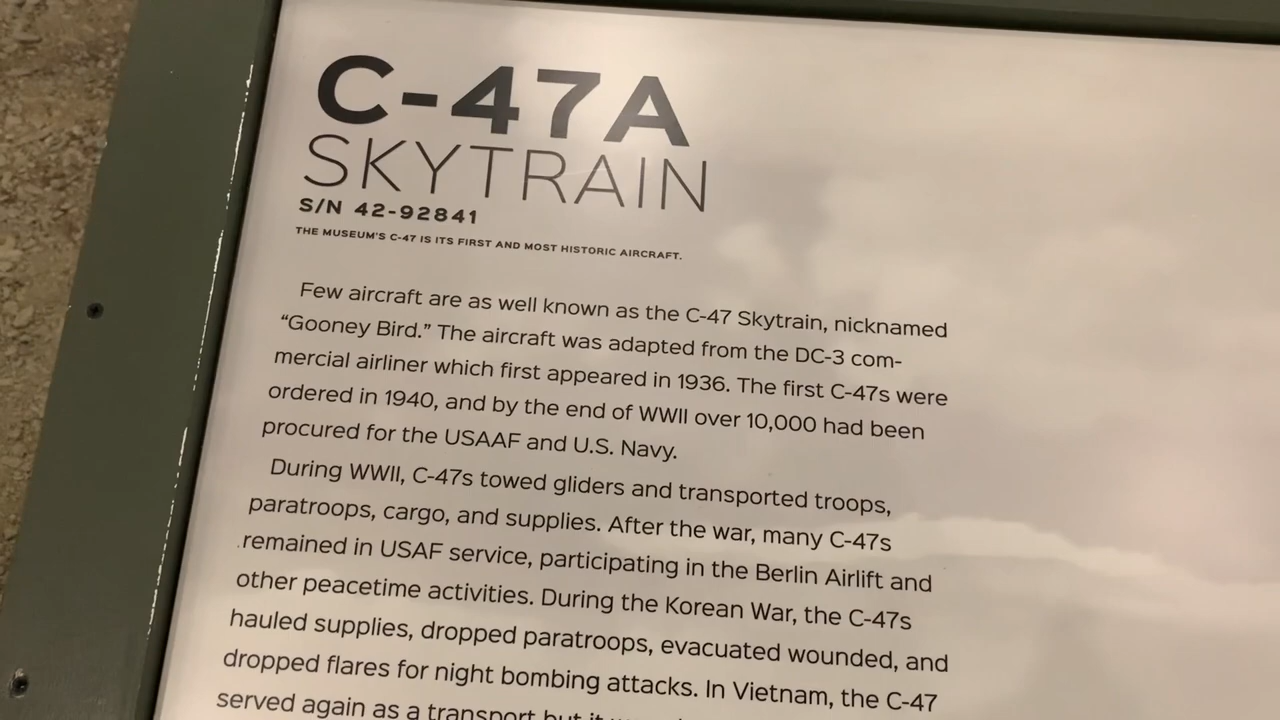 C-47A
SKYTRAIN
S/N 42-92841
THE MUSEUM'S C-47 IS ITS FIRST AND MOST HISTORIC AIRCRAFT.
Few aircraft are as well known as the C-47 Skytrain, nicknamed
“Gooney Bird.” The aircraft was adapted from the DC-3 com-
mercial airliner which first appeared in 1936. The first C-47s were
ordered in 1940, and by the end of WWII over 10,000 had been
procured for the USAAF and U.S. Navy.
During WWII, C-47s towed gliders and transported troops,
paratroops, cargo, and supplies. After the war, many C-47s
remained in USAF service, participating in the Berlin Airlift and
other peacetime activities. During the Korean War, the C-47s
hauled supplies, dropped paratroops, evacuated wounded, and
dropped flares for night bombing attacks. In Vietnam, the C-47
served again as a transport but it